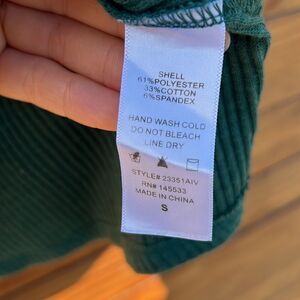 SHELL
61%POLYESTER
33%COTTON
6%SPANDEX
HAND WASH COLD
DO NOT BLEACH
LINE DRY
STYLE# 23351AIV
RN# 145533
MADE IN CHINA
S